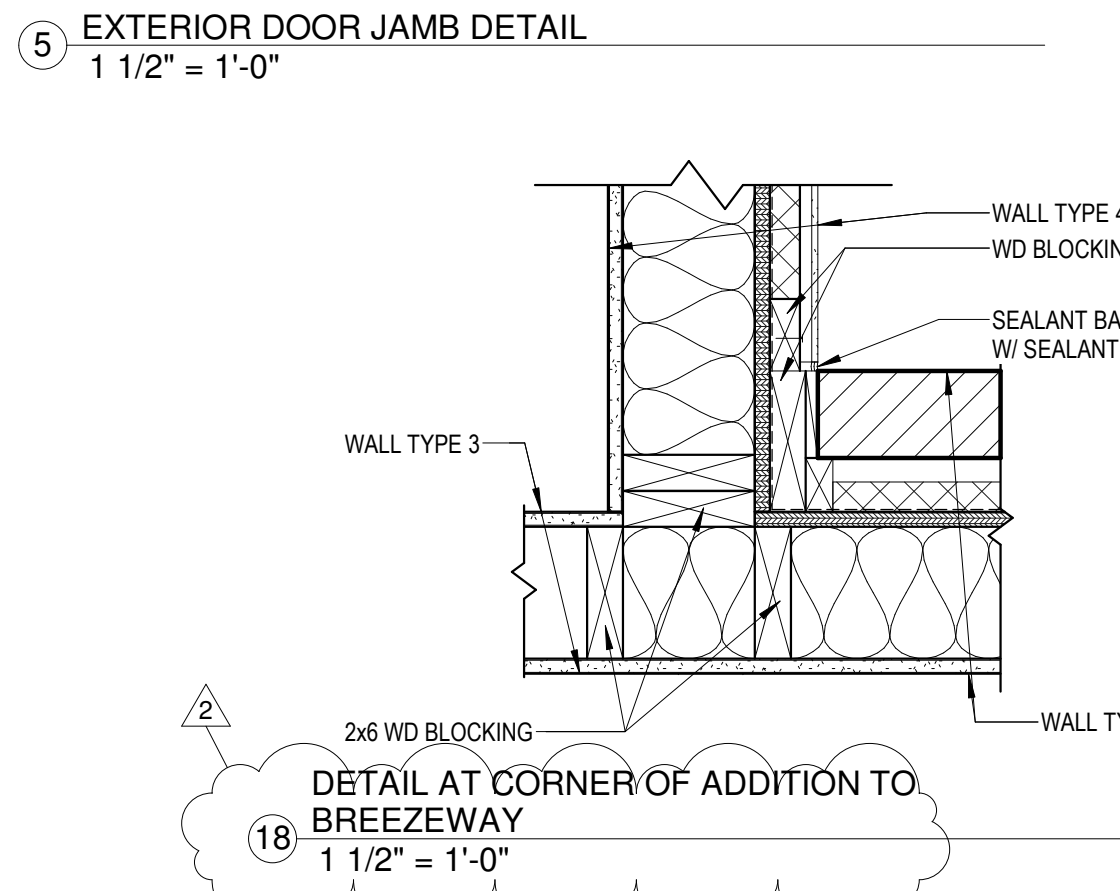 5 EXTERIOR DOOR JAMB DETAIL
1 1/2" = 1'-0"
WALL TYPE 4
WD BLOCKIN
SEALANT BA
W/ SEALANT
WALL TYPE 3
WALL TY
2x6 WD BLOCKING
2
DETAIL AT CORNER OF ADDITION TO
BREEZEWAY
18
1 1/2" = 1'-0"